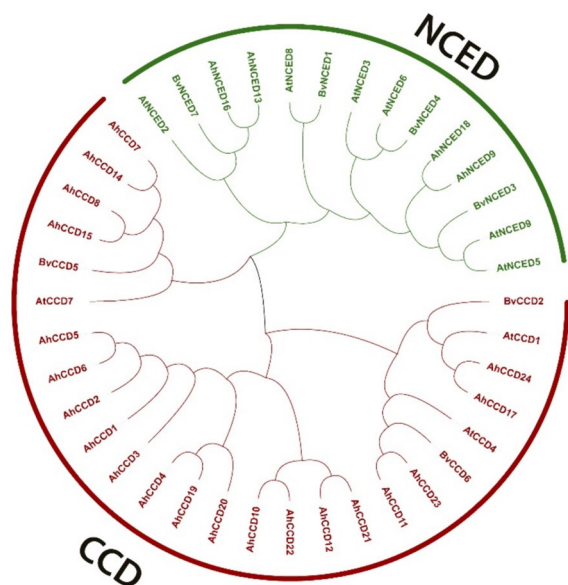 NCED
AtNCED2
BvNCED7
AhNCED16
AhNCED13
AtNCED8
BvNCED1
AtNCED3
AtNCED6
BvNCED4
AhNCED18
AhNCED9
BvNCED3
AtNCED9
AtNCED5
BvCCD2
AtCCD1
AhCCD24
AhCCD17
AtCCD4
BvCCD6
AhCCD23
AhCCD11
AhCCD21
AhCCD12
AhCCD22
AhCCD10
AhCCD20
AhCCD19
AhCCD4
AhCCD3
AhCCD1
AhCCD2
AhCCD6
AhCCD5
AtCCD7
BvCCD5
AhCCD15
AhCCD8
AhCCD14
AhCCD7
CCD